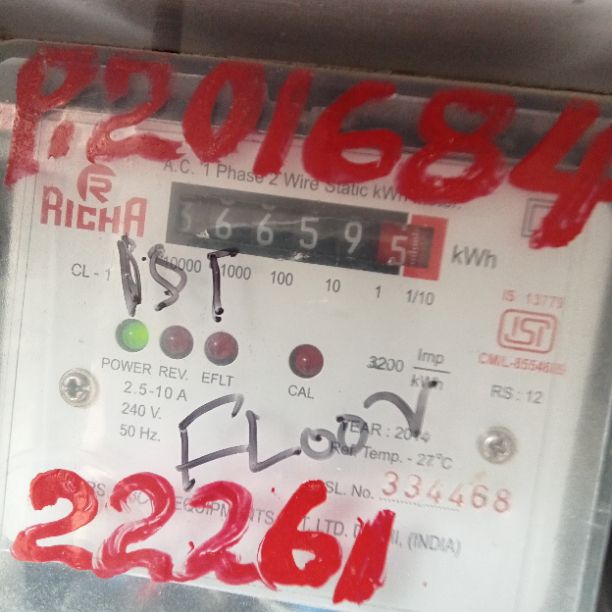 P.201684
A.C. 1 Phase 2 Wire Static kWh
R
RICHA
36659 5
kWh
CL - 1
10000 1000 100 10 1 1/10
1ST
IS 13779
ISI
POWER REV. EFLT
CAL
3200 Imp/kWh
RS : 12
2.5-10 A
240 V.
50 Hz.
FLOOR
YEAR :
Ref. Temp. - 27°C
SL. No. 334468
EQUIPMENTS LTD. (INDIA)
22261